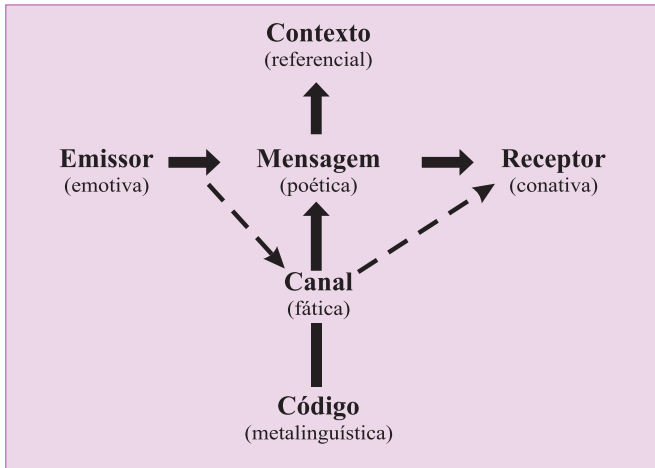 Contexto
(referencial)
Emissor
(emotiva)
Mensagem
(poética)
Receptor
(conativa)
Canal
(fática)
Código
(metalinguística)